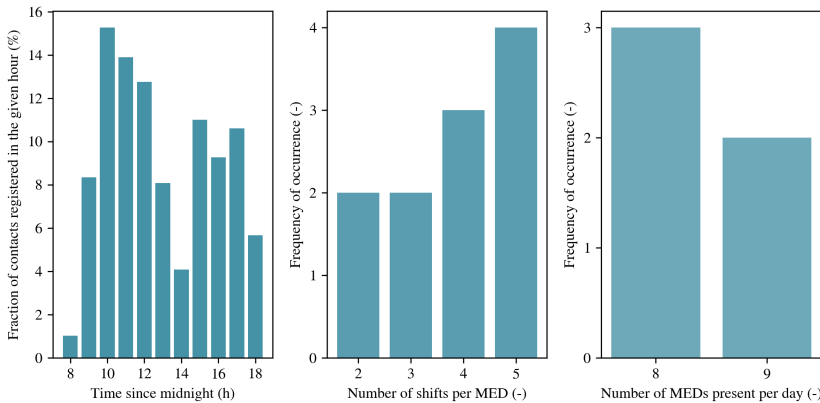 Fraction of contacts registered in the given hour (%)
16
14
12
10
8
6
4
2
0
8 10 12 14 16 18
Time since midnight (h)
Frequency of occurrence (-)
4
3
2
1
0
2 3 4 5
Number of shifts per MED (-)
Frequency of occurrence (-)
3
2
1
0
8 9
Number of MEDs present per day (-)